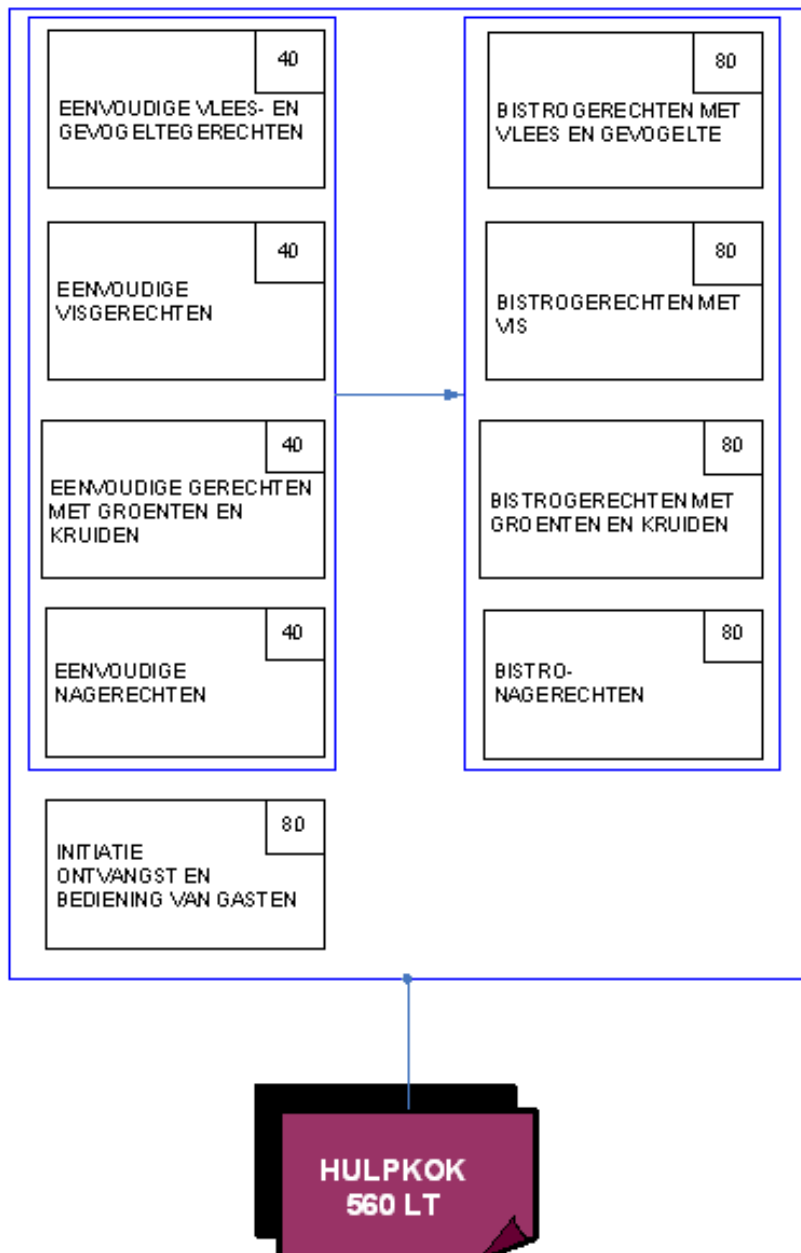 40
EENVOUDIGE VLEES- EN
GEVOGELTEGERECHTEN
40
EENVOUDIGE
VISGERECHTEN
40
EENVOUDIGE GERECHTEN
MET GROENTEN EN
KRUIDEN
40
EENVOUDIGE
NAGERECHTEN
80
BISTROGERECHTEN MET
VLEES EN GEVOGELTE
80
BISTROGERECHTEN MET
VIS
80
BISTROGERECHTEN MET
GROENTEN EN KRUIDEN
80
BISTRO-
NAGERECHTEN
80
INITIATIE
ONTVANGST EN
BEDIENING VAN GASTEN
HULPKOK
560 LT